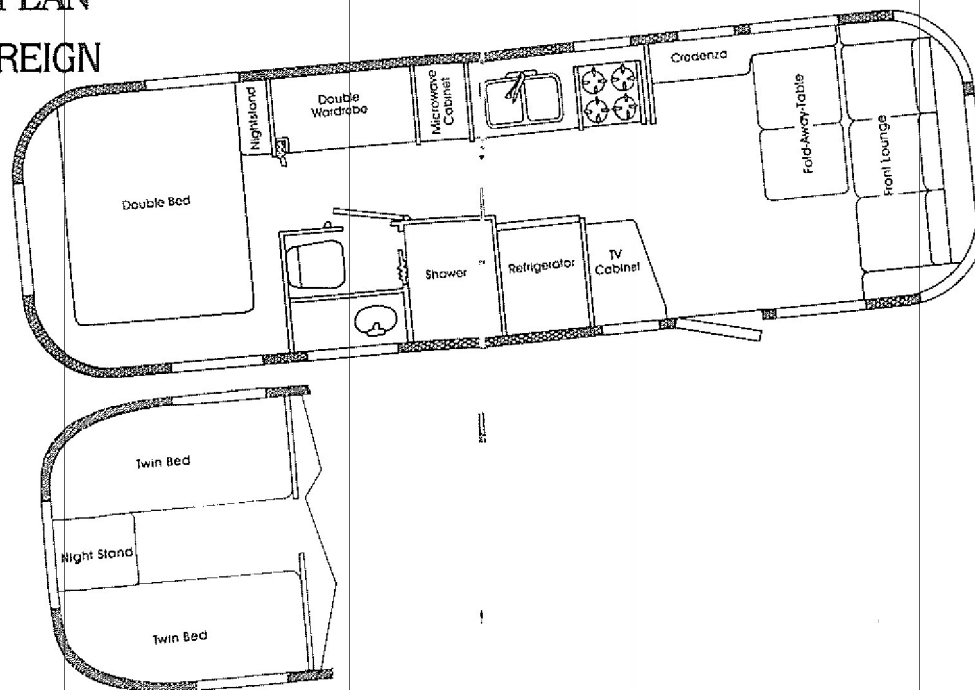 PLAN
REIGN
Credenza
Nightstand
Double
Wardrobe
Microwave
Cabinet
Fold-Away-Table
Front Lounge
Double Bed
Shower
Refrigerator
TV
Cabinet
Twin Bed
Night Stand
Twin Bed